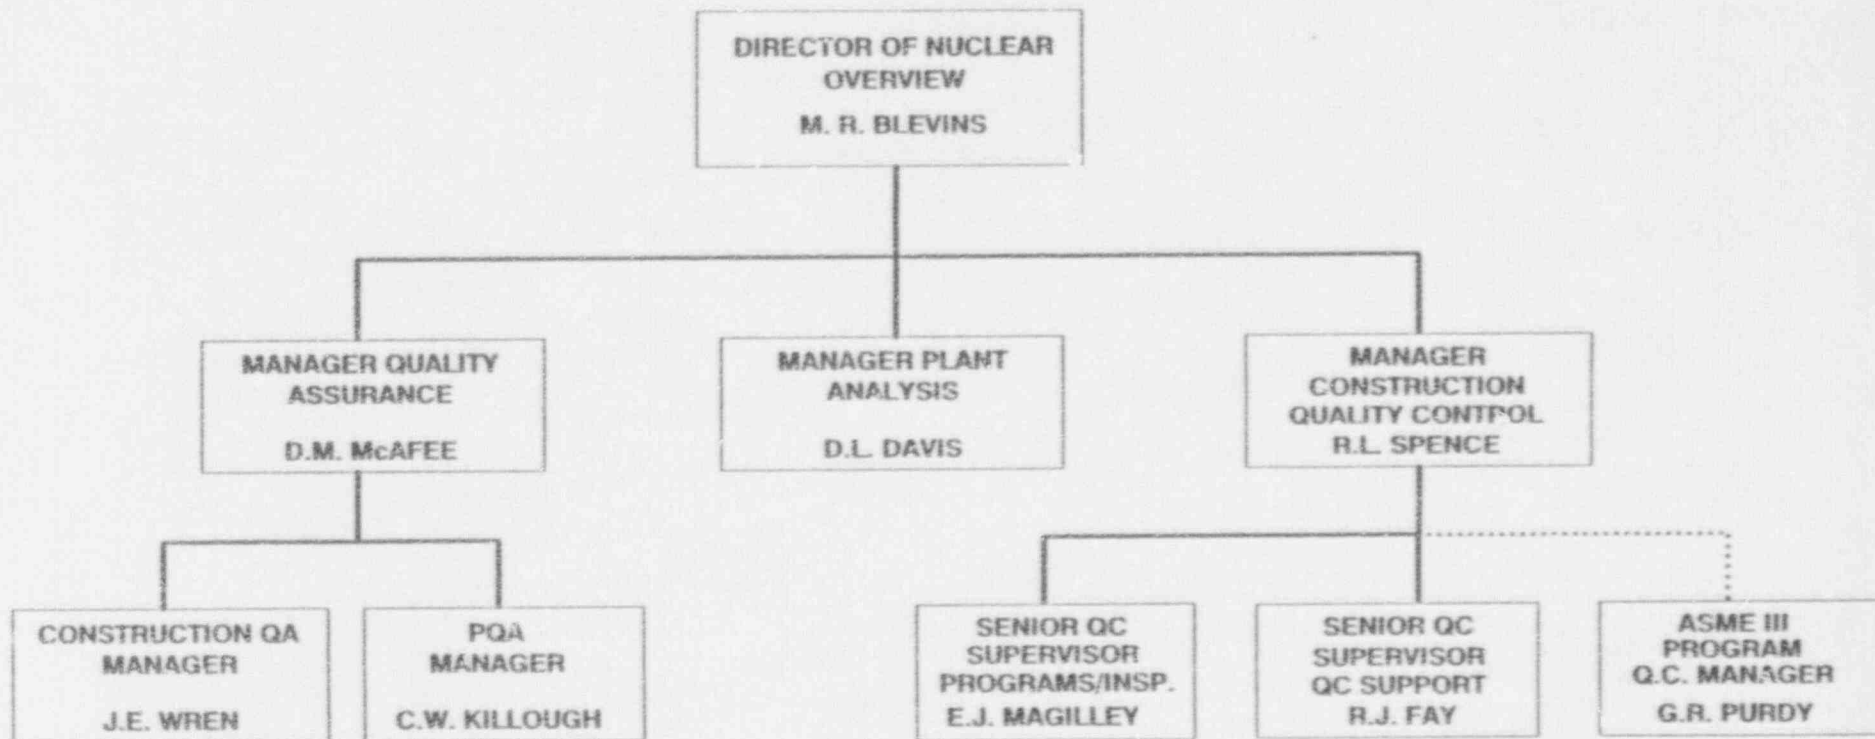 DIRECTOR OF NUCLEAR
OVERVIEW
M. R. BLEVINS
MANAGER QUALITY
ASSURANCE
D.M. McAFEE
MANAGER PLANT
ANALYSIS
D.L. DAVIS
MANAGER
CONSTRUCTION
QUALITY CONTROL
R.L. SPENCE
CONSTRUCTION QA
MANAGER
J.E. WREN
PQA
MANAGER
C.W. KILLOUGH
SENIOR QC
SUPERVISOR
PROGRAMS/INSP.
E.J. MAGILLEY
SENIOR QC
SUPERVISOR
QC SUPPORT
R.J. FAY
ASME III
PROGRAM
Q.C. MANAGER
G.R. PURDY